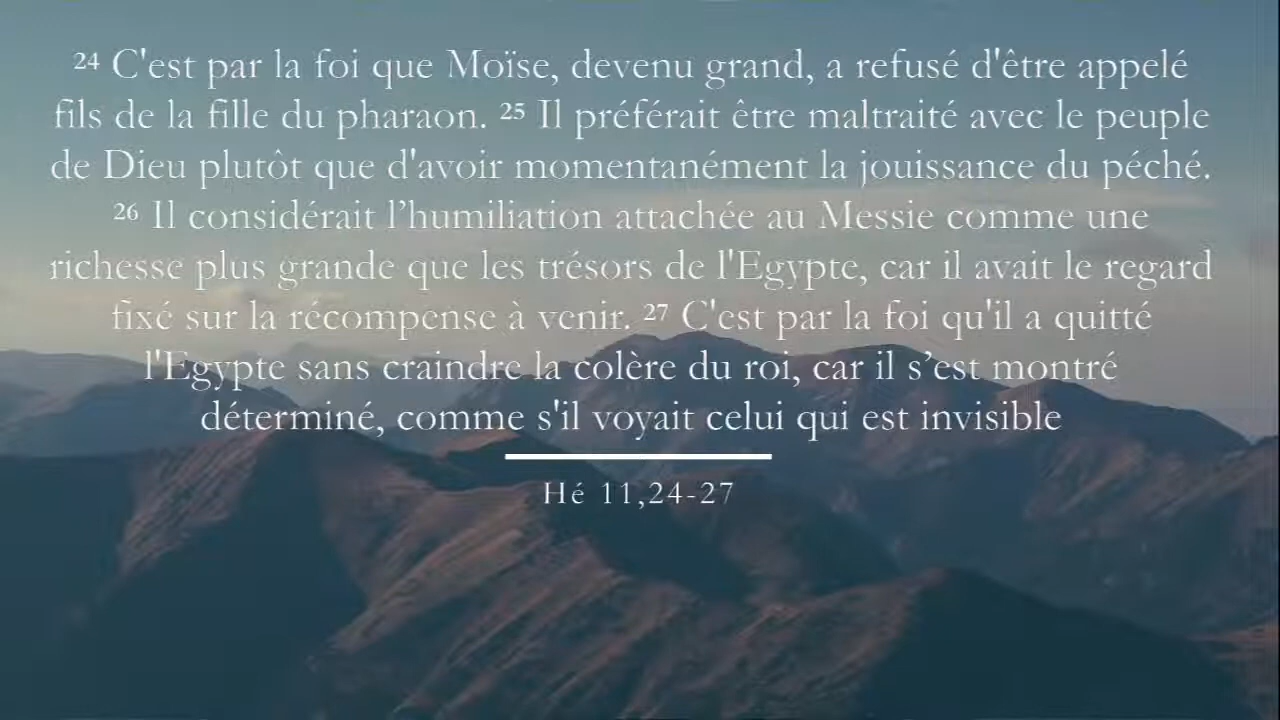 24 C'est par la foi que Moïse, devenu grand, a refusé d'être appelé
fils de la fille du pharaon. 25 Il préférait être maltraité avec le peuple
de Dieu plutôt que d'avoir momentanément la jouissance du péché.
26 Il considérait l’humiliation attachée au Messie comme une
richesse plus grande que les trésors de l'Egypte, car il avait le regard
fixé sur la récompense à venir. 27 C'est par la foi qu'il a quitté
l'Egypte sans craindre la colère du roi, car il s’est montré
déterminé, comme s'il voyait celui qui est invisible
Hé 11,24-27